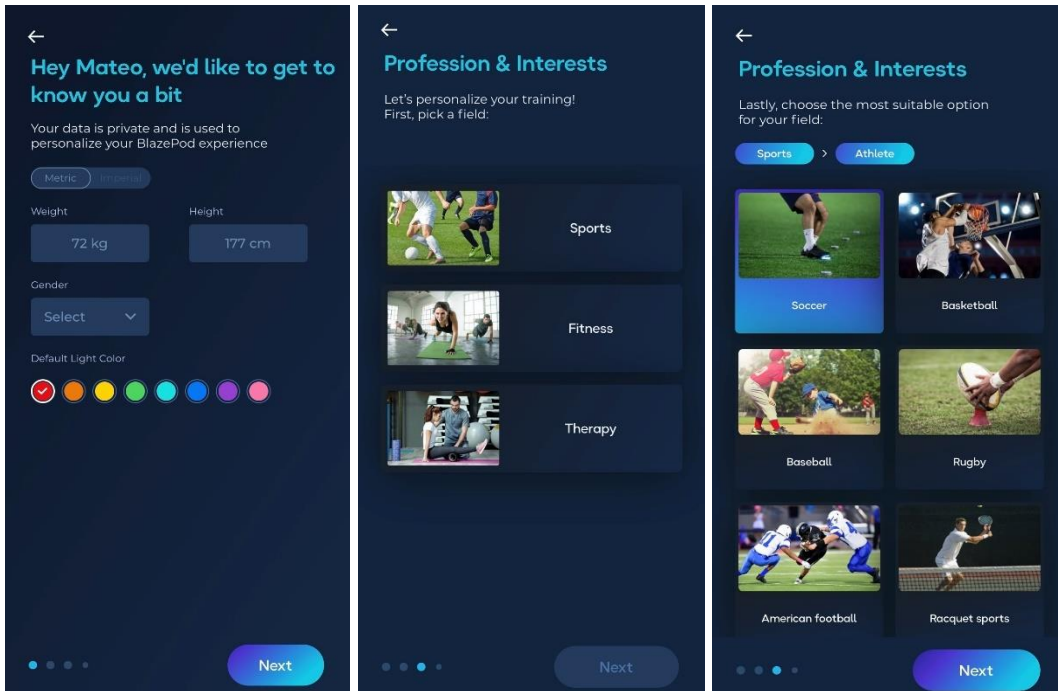 Hey Mateo, we'd like to get to
know you a bit
Your data is private and is used to
personalize your BlazePod experience
Metric Imperial
Weight Height
72 kg 177 cm
Gender
Select
Default Light Color
Next
Profession & Interests
Let's personalize your training!
First, pick a field:
Sports
Fitness
Therapy
Next
Profession & Interests
Lastly, choose the most suitable option
for your field:
Sports > Athlete
Soccer Basketball
Baseball Rugby
American football Racquet sports
Next